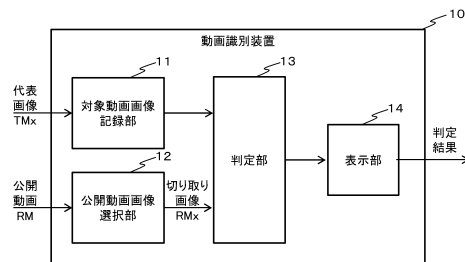 10
動画識別装置
11
13
代表
画像
TMx
対象動画画像
記録部
14
12
判定部
表示部
判定
結果
公開
動画
RM
公開動画画像
選択部
切り取り
画像
RMx